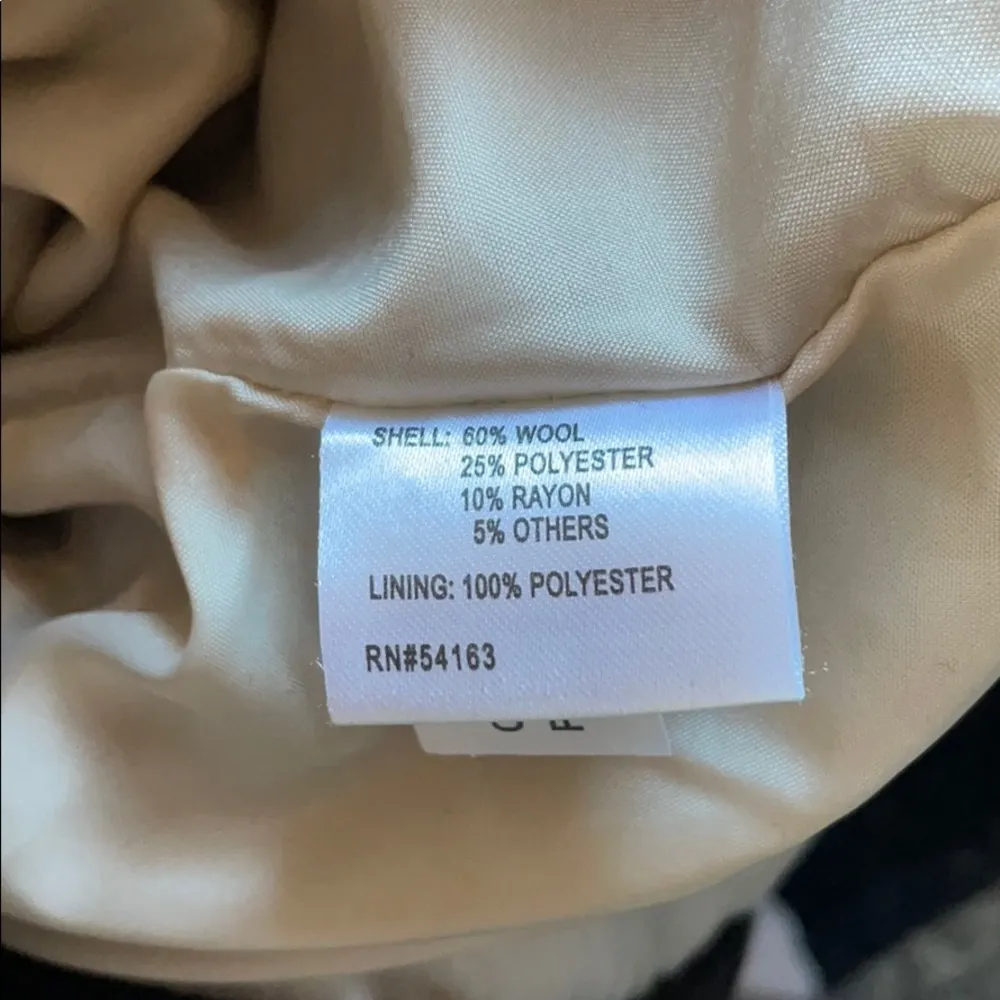 SHELL: 60% WOOL
25% POLYESTER
10% RAYON
5% OTHERS
LINING: 100% POLYESTER
RN#54163